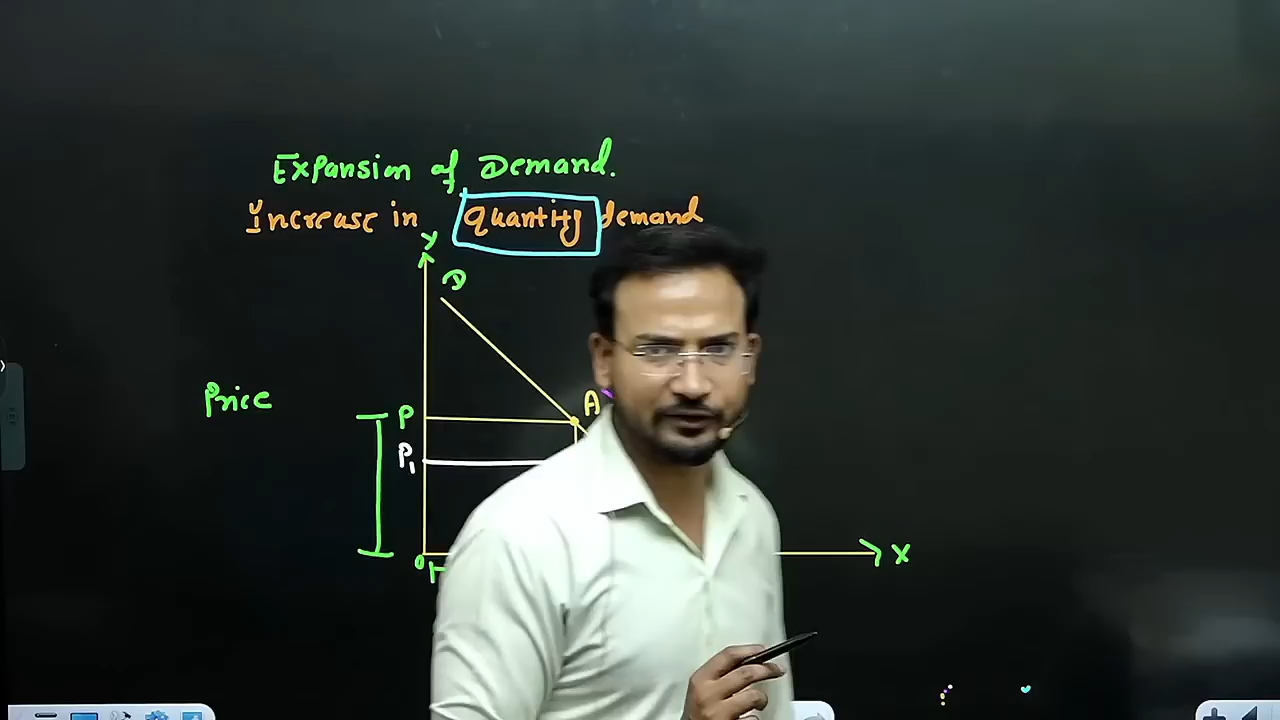 Expansion of Demand.
Increase in quantity demand
Y
D
Price
P
A
P1
O
X